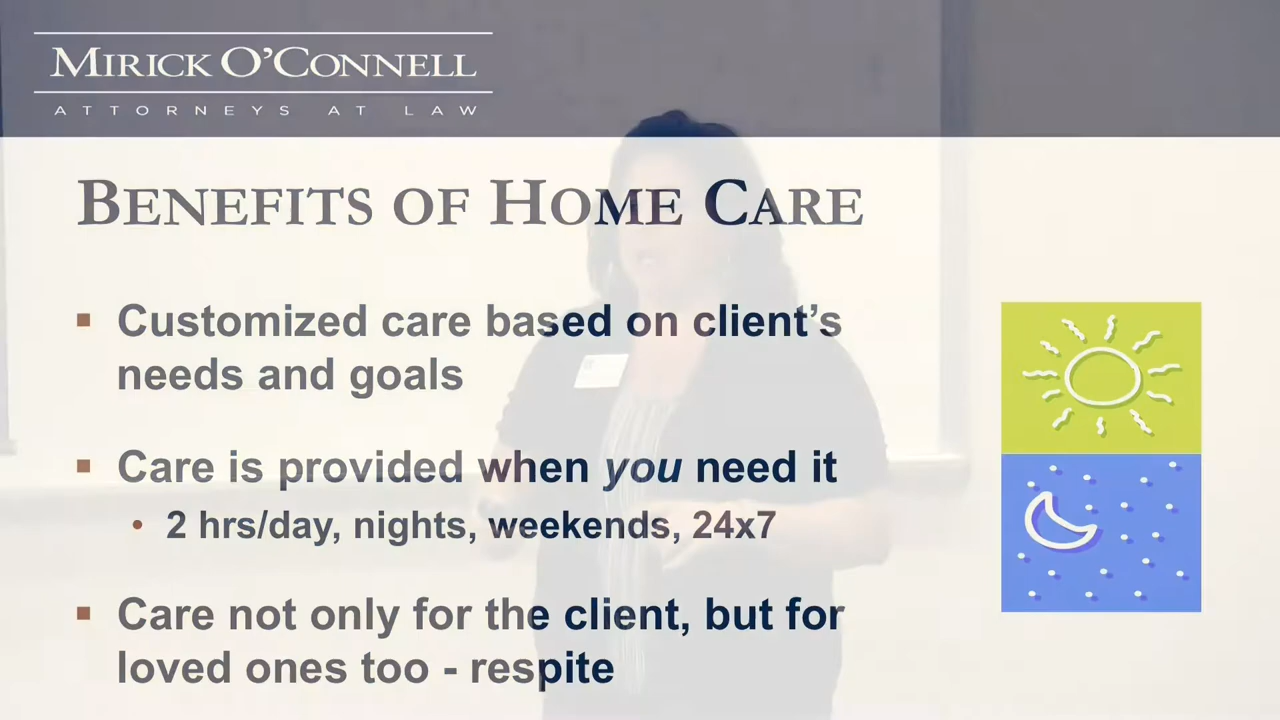 MIRICK O'CONNELL
ATTORNEYS AT LAW
BENEFITS OF HOME CARE
▪ Customized care based on client's
needs and goals
▪ Care is provided when you need it
• 2 hrs/day, nights, weekends, 24x7
▪ Care not only for the client, but for
loved ones too - respite